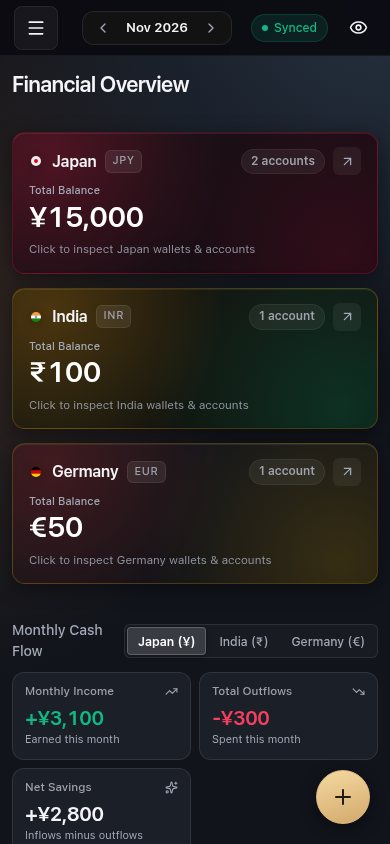 Nov 2026
Synced
Financial Overview
Japan JPY 2 accounts
Total Balance
¥15,000
Click to inspect Japan wallets & accounts
India INR 1 account
Total Balance
₹100
Click to inspect India wallets & accounts
Germany EUR 1 account
Total Balance
€50
Click to inspect Germany wallets & accounts
Monthly Cash
Flow
Japan (¥) India (₹) Germany (€)
Monthly Income
+¥3,100
Earned this month
Total Outflows
-¥300
Spent this month
Net Savings
+¥2,800
Inflows minus outflows